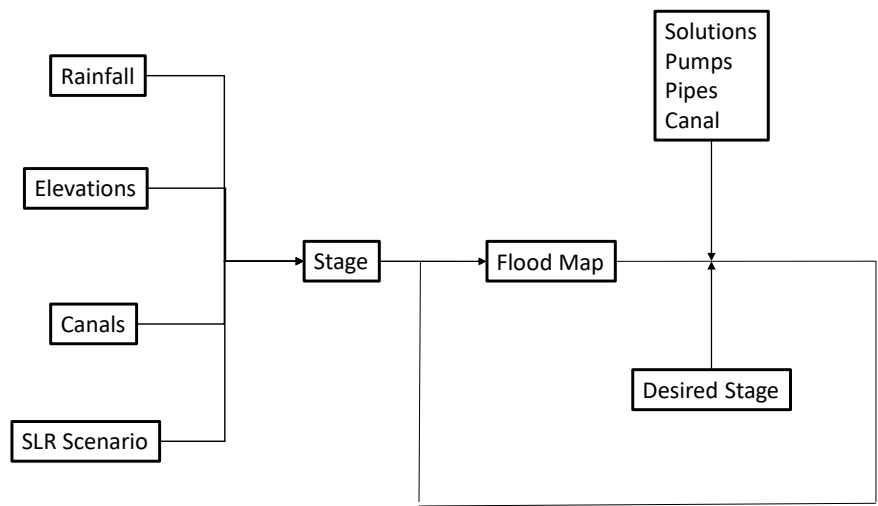 Rainfall
Elevations
Canals
SLR Scenario
Stage
Flood Map
Solutions
Pumps
Pipes
Canal
Desired Stage